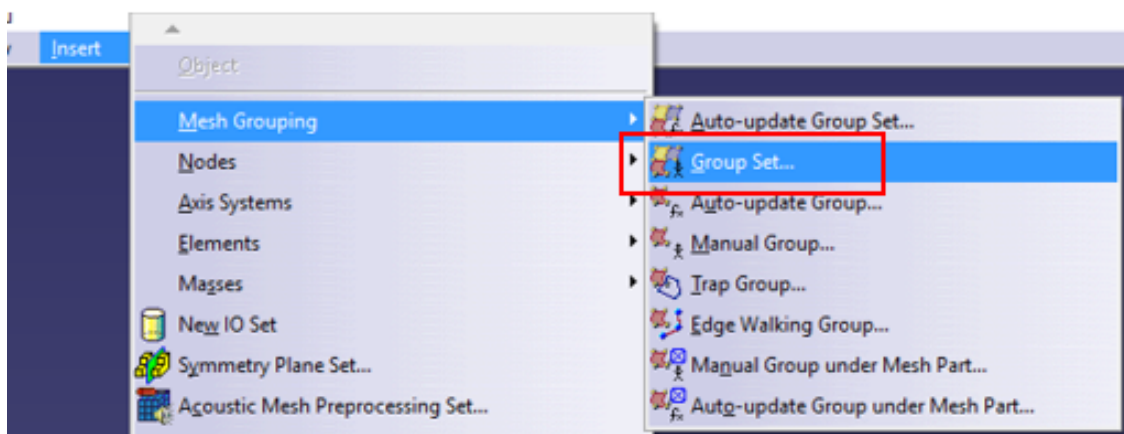 Insert
Object
Mesh Grouping
Nodes
Axis Systems
Elements
Masses
New IO Set
Symmetry Plane Set...
Acoustic Mesh Preprocessing Set...
Auto-update Group Set...
Group Set...
Auto-update Group...
Manual Group...
Trap Group...
Edge Walking Group...
Manual Group under Mesh Part...
Auto-update Group under Mesh Part...